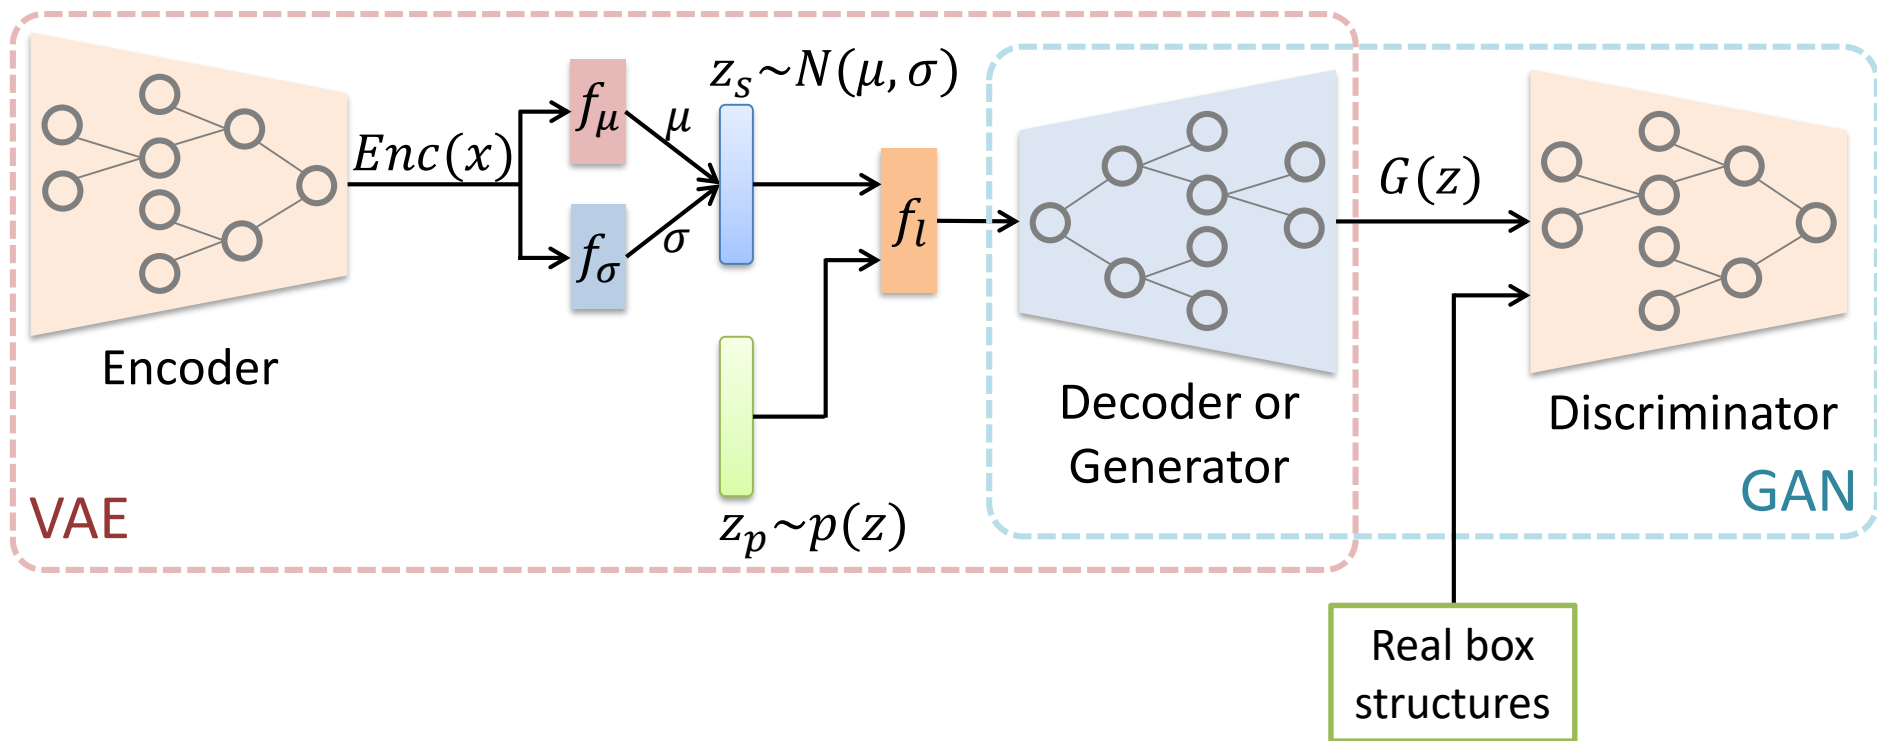 Encoder
Enc(x)
f_μ
f_σ
μ
σ
z_s~N(μ, σ)
z_p~p(z)
f_l
Decoder or
Generator
G(z)
Discriminator
VAE
GAN
Real box
structures